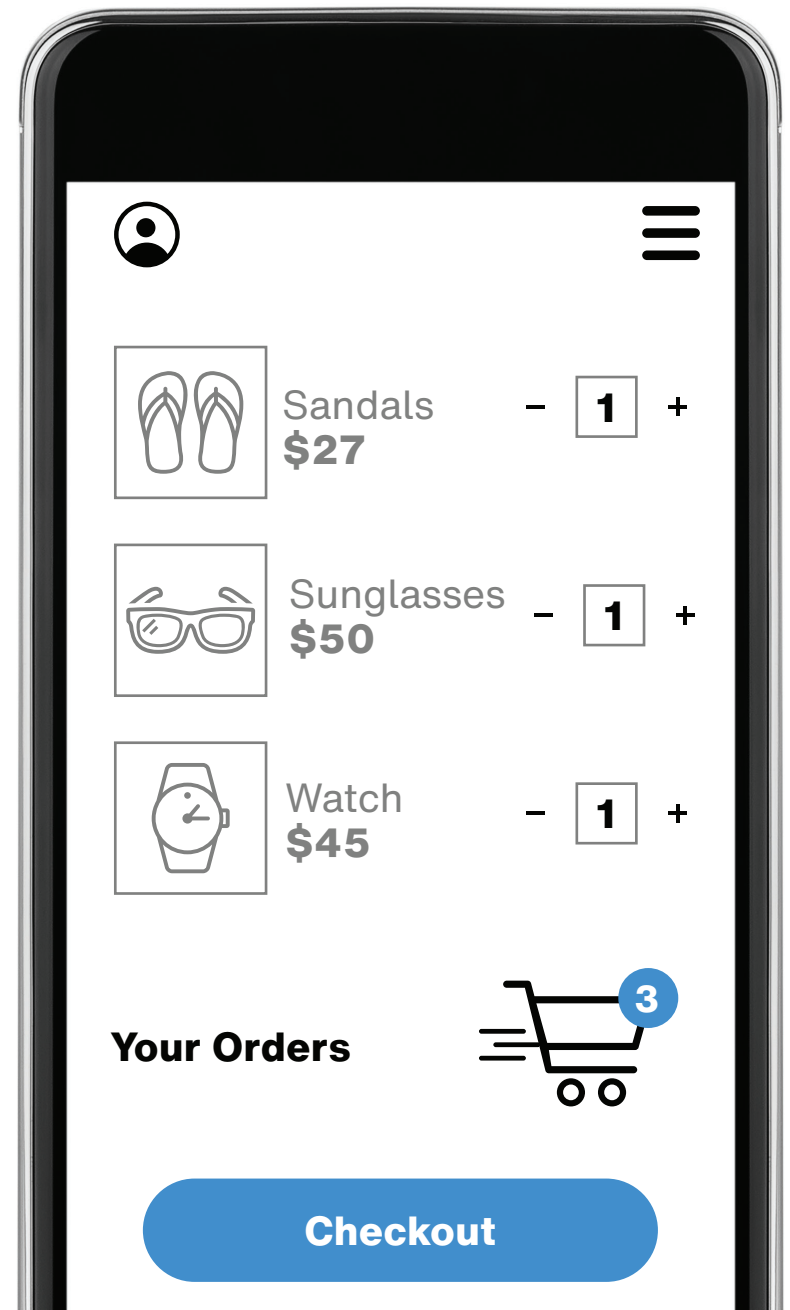 Sandals
$27
− 1 +
Sunglasses
$50
− 1 +
Watch
$45
− 1 +
3
Your Orders
Checkout